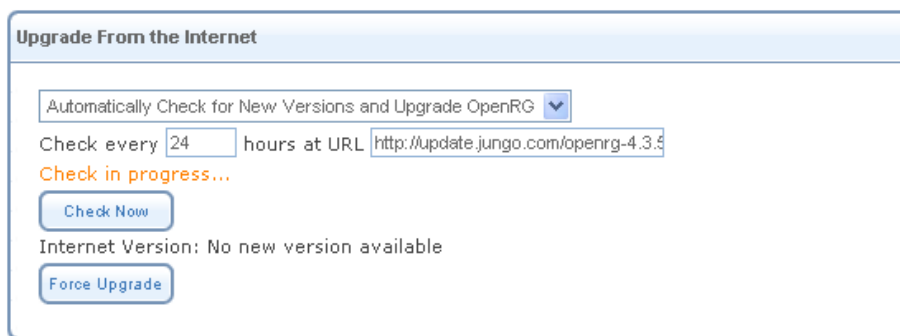 Upgrade From the Internet
Automatically Check for New Versions and Upgrade OpenRG
Check every 24 hours at URL http://update.jungo.com/openrg-4.3.5
Check in progress...
Check Now
Internet Version: No new version available
Force Upgrade